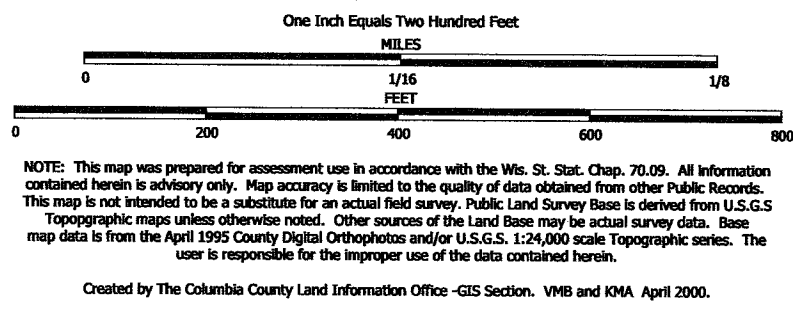 One Inch Equals Two Hundred Feet
MILES
0 1/16 1/8
FEET
0 200 400 600 800
NOTE: This map was prepared for assessment use in accordance with the Wis. St. Stat. Chap. 70.09. All information
contained herein is advisory only. Map accuracy is limited to the quality of data obtained from other Public Records.
This map is not intended to be a substitute for an actual field survey. Public Land Survey Base is derived from U.S.G.S
Topopgraphic maps unless otherwise noted. Other sources of the Land Base may be actual survey data. Base
map data is from the April 1995 County Digital Orthophotos and/or U.S.G.S. 1:24,000 scale Topographic series. The
user is responsible for the improper use of the data contained herein.
Created by The Columbia County Land Information Office -GIS Section. VMB and KMA April 2000.